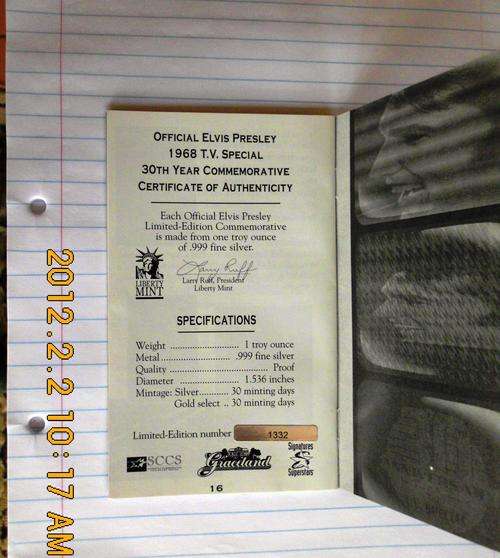 OFFICIAL ELVIS PRESLEY
1968 T.V. SPECIAL
30TH YEAR COMMEMORATIVE
CERTIFICATE OF AUTHENTICITY
Each Official Elvis Presley
Limited-Edition Commemorative
is made from one troy ounce
of .999 fine silver.
LIBERTY
MINT
Larry Ruff
Larry Ruff, President
Liberty Mint
SPECIFICATIONS
Weight .................. 1 troy ounce
Metal .................. .999 fine silver
Quality .................. Proof
Diameter .................. 1.536 inches
Mintage: Silver........... 30 minting days
Gold select .. 30 minting days
Limited-Edition number 1332
SCCS
Graceland
Signatures
Superstars
16
2012.2.2 10:17 AM